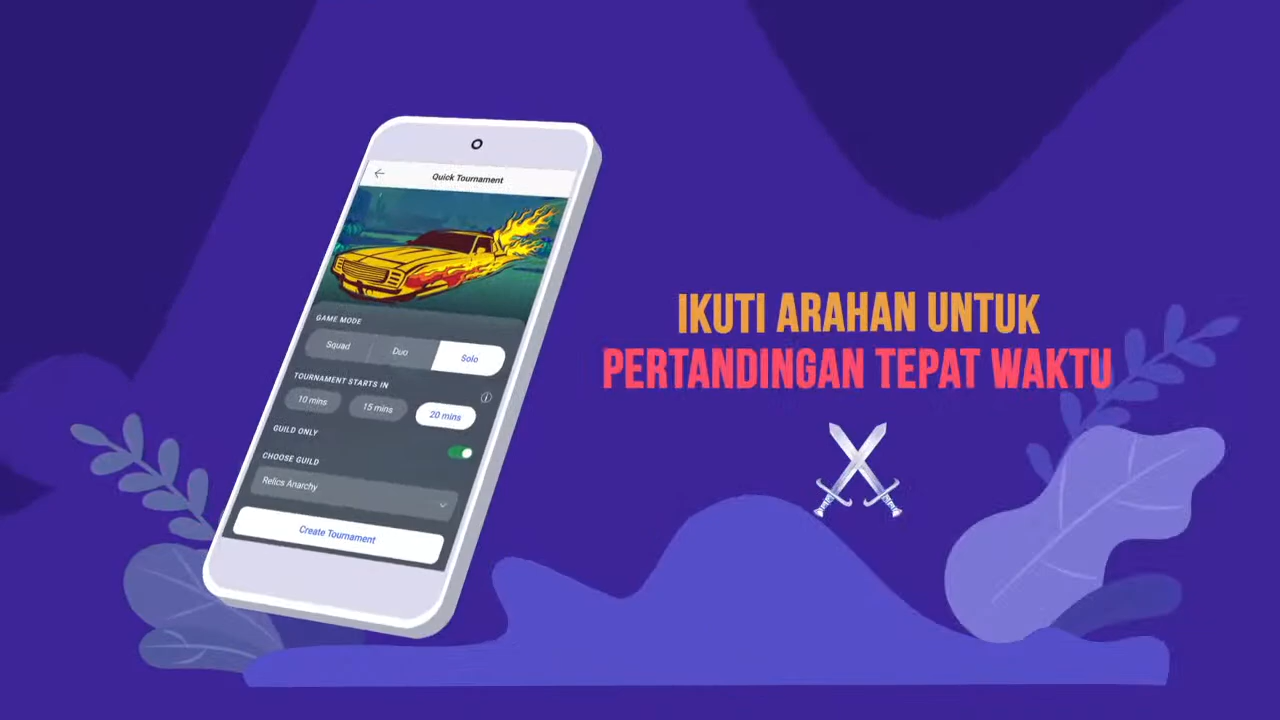 Quick Tournament
GAME MODE
Squad Duo Solo
TOURNAMENT STARTS IN
10 mins 15 mins 20 mins
GUILD ONLY
CHOOSE GUILD
Relics Anarchy
Create Tournament
IKUTI ARAHAN UNTUK
PERTANDINGAN TEPAT WAKTU